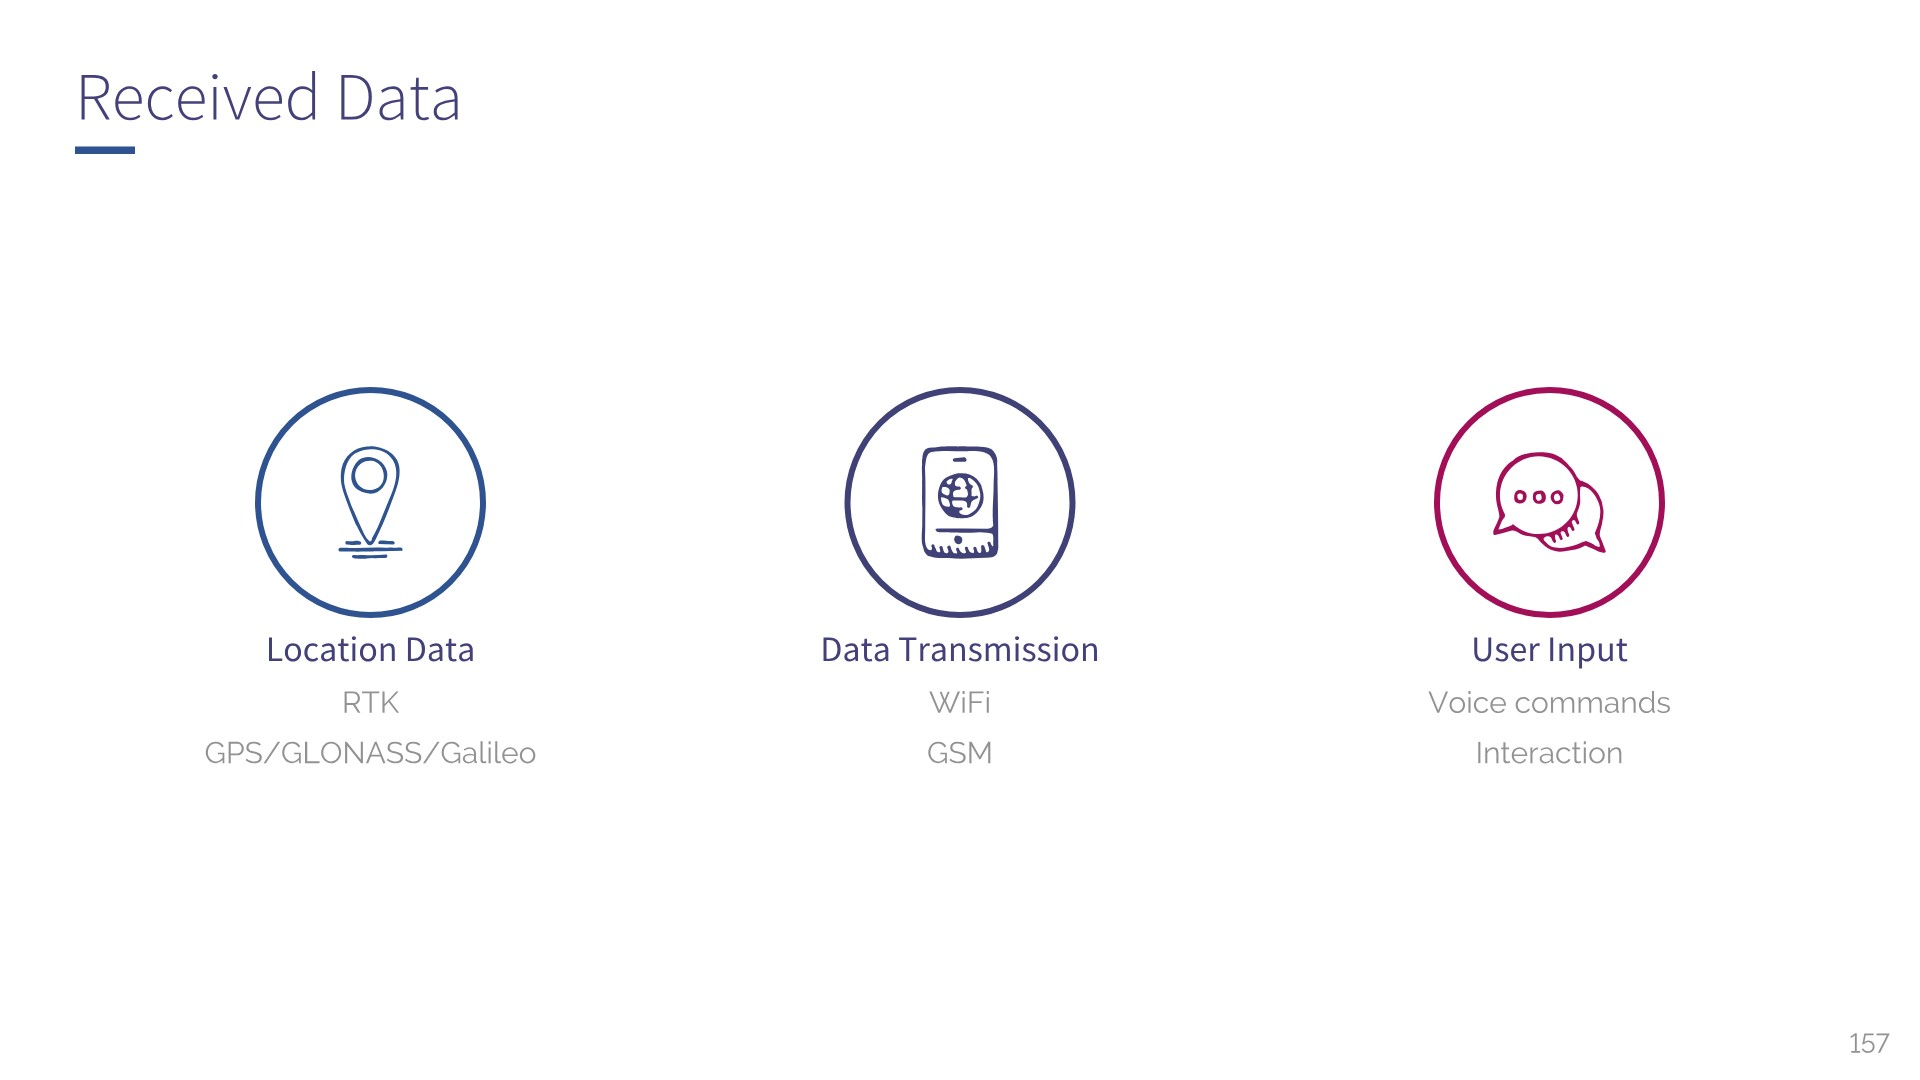 Received Data
Location Data
RTK
GPS/GLONASS/Galileo
Data Transmission
WiFi
GSM
User Input
Voice commands
Interaction
157